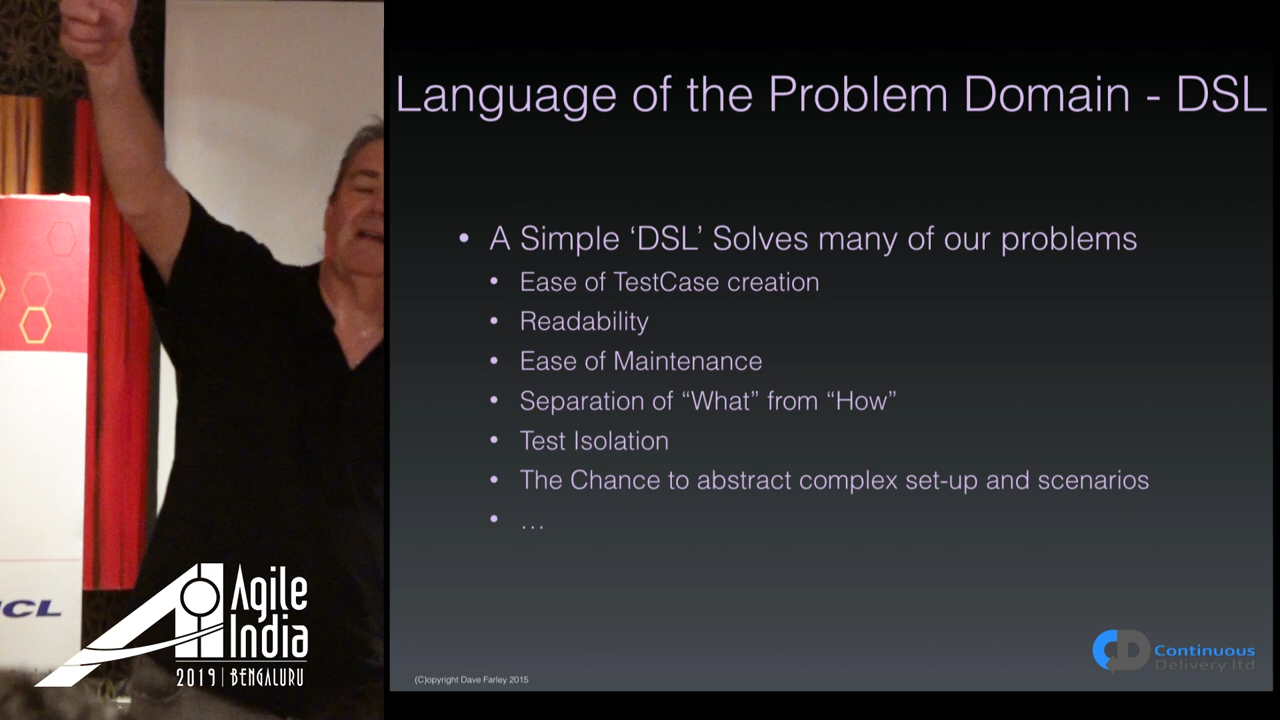 Language of the Problem Domain - DSL
• A Simple ‘DSL’ Solves many of our problems
• Ease of TestCase creation
• Readability
• Ease of Maintenance
• Separation of “What” from “How”
• Test Isolation
• The Chance to abstract complex set-up and scenarios
• …
(C)opyright Dave Farley 2015
CD Continuous
Delivery ltd
CL
Agile
India
2019 | BENGALURU